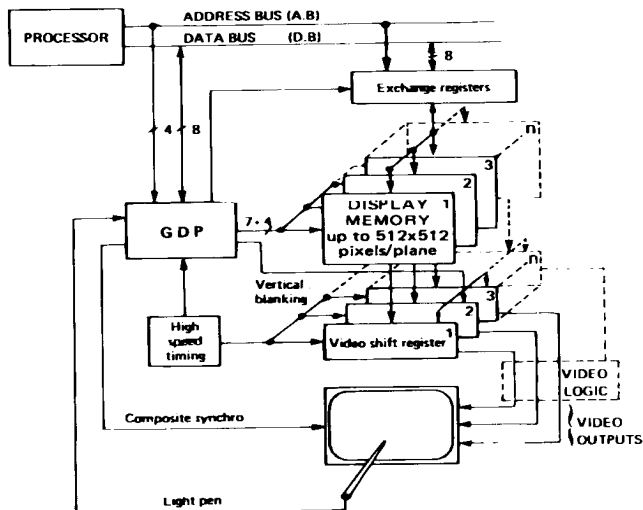 ADDRESS BUS (A.B)
PROCESSOR
DATA BUS (D.B)
8
Exchange registers
4
8
n
3
2
1
DISPLAY
MEMORY
up to 512x512
pixels/plane
7+4
GDP
n
Vertical
blanking
3
2
1
High
speed
timing
Video shift register
VIDEO
LOGIC
Composite synchro
VIDEO
OUTPUTS
Light pen